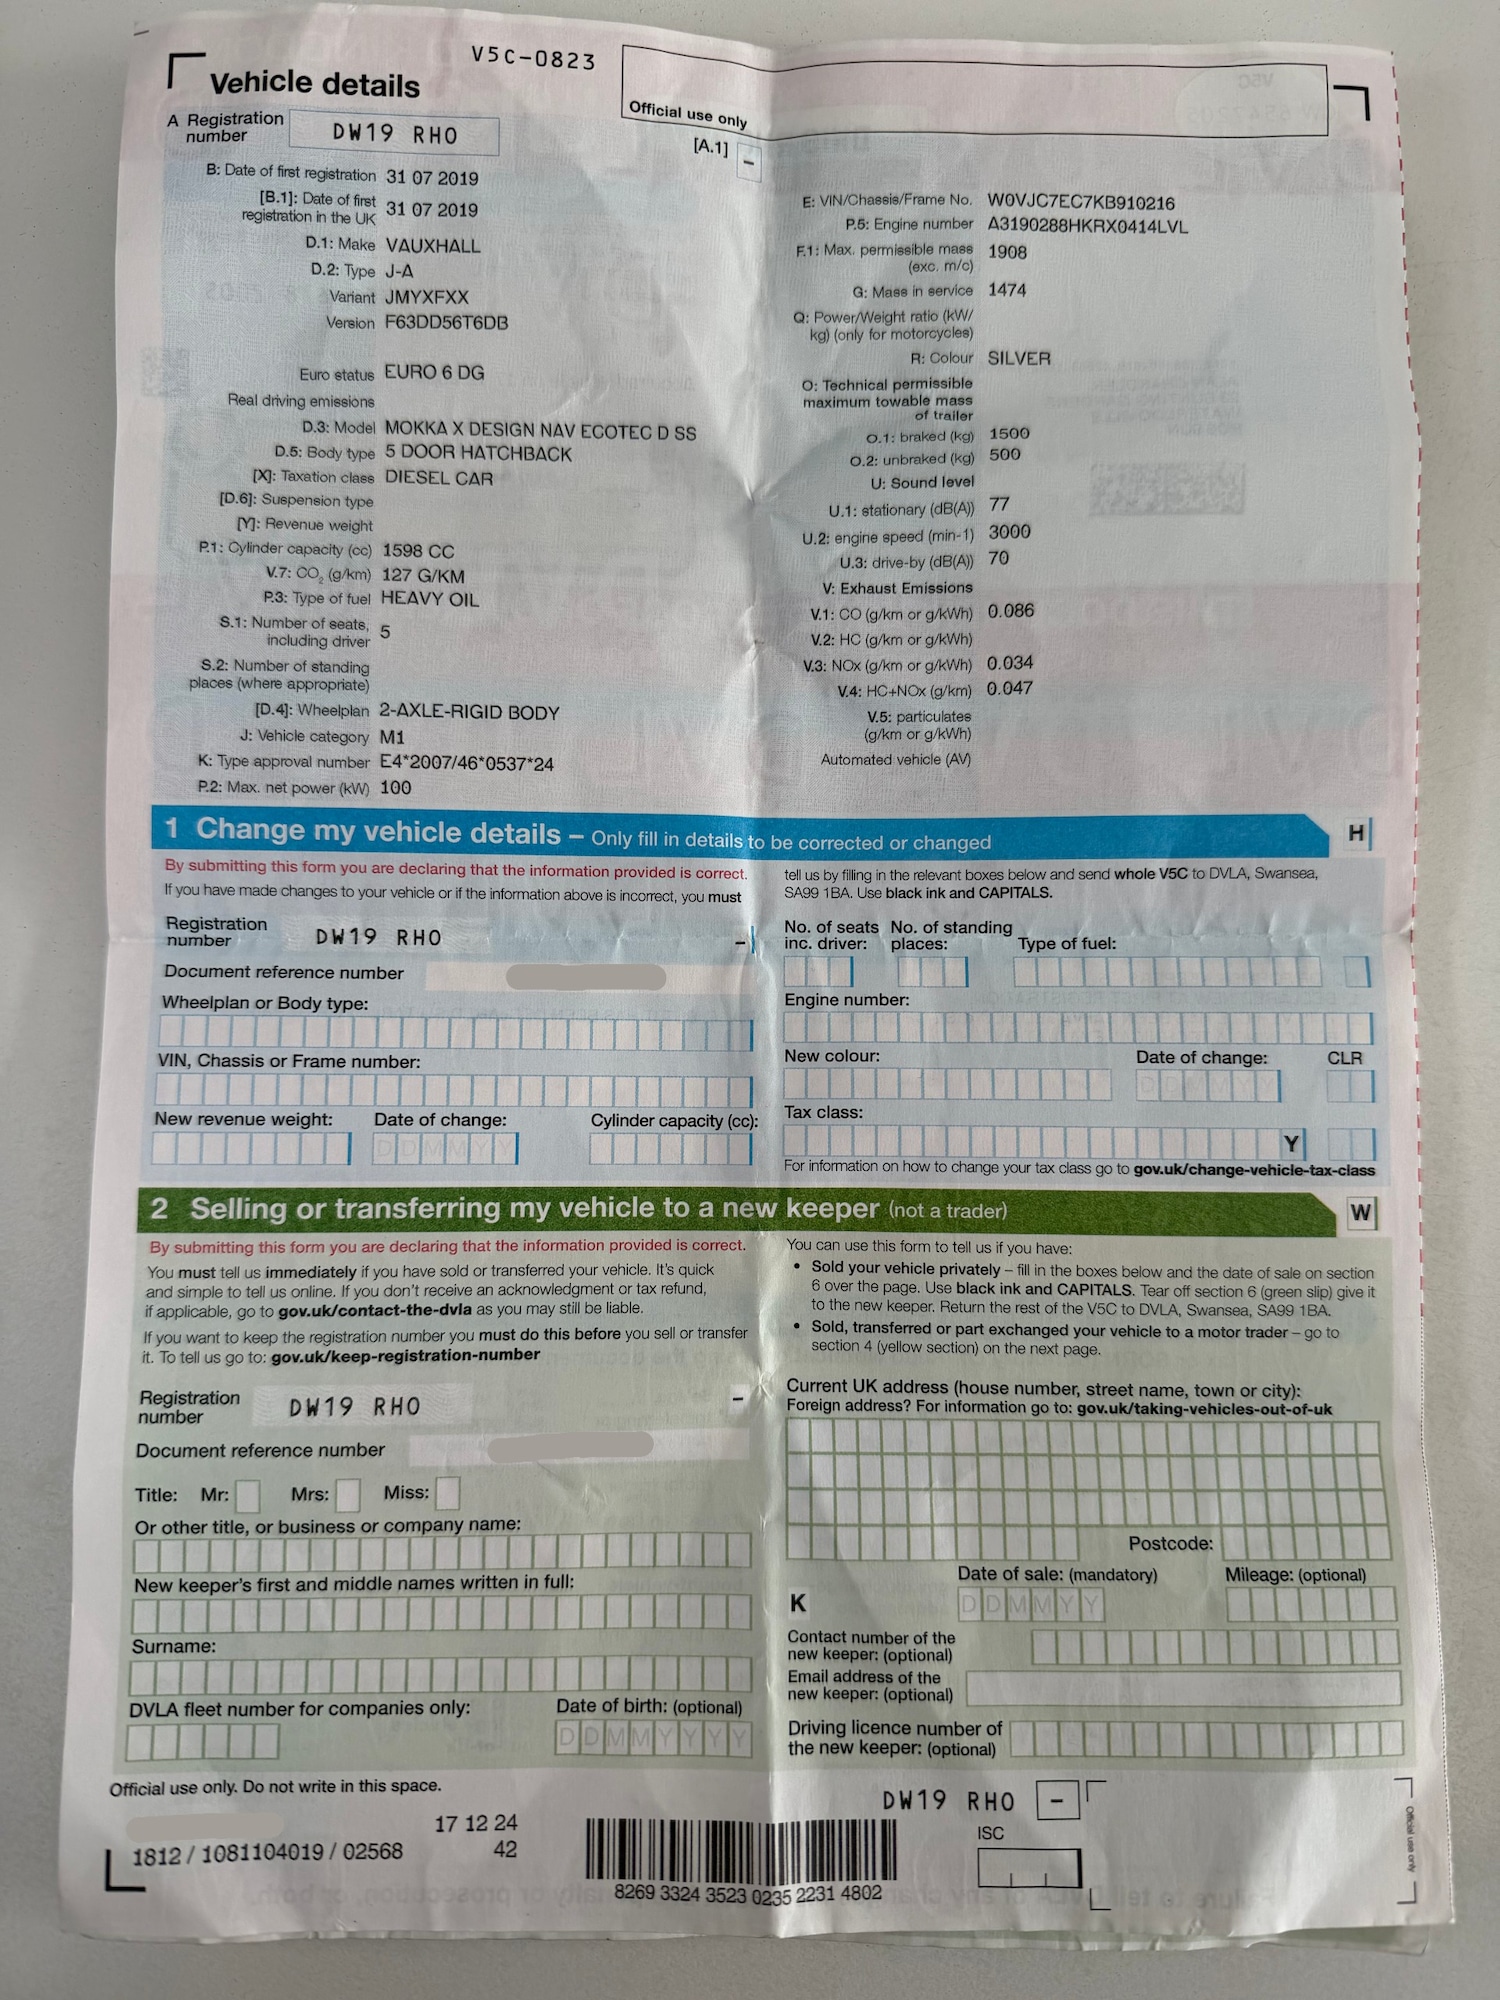 V5C-0823
Vehicle details
Official use only
A Registration number DW19 RHO
[A.1] –
B: Date of first registration 31 07 2019
[B.1]: Date of first registration in the UK 31 07 2019
D.1: Make VAUXHALL
D.2: Type J-A
Variant JMYXFXX
Version F63DD56T6DB
Euro status EURO 6 DG
Real driving emissions
D.3: Model MOKKA X DESIGN NAV ECOTEC D SS
D.5: Body type 5 DOOR HATCHBACK
[X]: Taxation class DIESEL CAR
[D.6]: Suspension type
[Y]: Revenue weight
P.1: Cylinder capacity (cc) 1598 CC
V.7: CO₂ (g/km) 127 G/KM
P.3: Type of fuel HEAVY OIL
S.1: Number of seats, including driver 5
S.2: Number of standing places (where appropriate)
[D.4]: Wheelplan 2-AXLE-RIGID BODY
J: Vehicle category M1
K: Type approval number E4*2007/46*0537*24
P.2: Max. net power (kW) 100
E: VIN/Chassis/Frame No. W0VJC7EC7KB910216
P.5: Engine number A3190288HKRX0414LVL
F.1: Max. permissible mass (exc. m/c) 1908
G: Mass in service 1474
Q: Power/Weight ratio (kW/kg) (only for motorcycles)
R: Colour SILVER
O: Technical permissible maximum towable mass of trailer
O.1: braked (kg) 1500
O.2: unbraked (kg) 500
U: Sound level
U.1: stationary (dB(A)) 77
U.2: engine speed (min-1) 3000
U.3: drive-by (dB(A)) 70
V: Exhaust Emissions
V.1: CO (g/km or g/kWh) 0.086
V.2: HC (g/km or g/kWh)
V.3: NOx (g/km or g/kWh) 0.034
V.4: HC+NOx (g/km) 0.047
V.5: particulates (g/km or g/kWh)
Automated vehicle (AV)
1 Change my vehicle details – Only fill in details to be corrected or changed H
By submitting this form you are declaring that the information provided is correct.
If you have made changes to your vehicle or if the information above is incorrect, you must
tell us by filling in the relevant boxes below and send whole V5C to DVLA, Swansea,
SA99 1BA. Use black ink and CAPITALS.
Registration number DW19 RHO –
Document reference number
Wheelplan or Body type:
VIN, Chassis or Frame number:
New revenue weight: Date of change: Cylinder capacity (cc):
DDMMYY
No. of seats inc. driver: No. of standing places: Type of fuel:
Engine number:
New colour: Date of change: CLR
DDMMYY
Tax class:
Y
For information on how to change your tax class go to gov.uk/change-vehicle-tax-class
2 Selling or transferring my vehicle to a new keeper (not a trader) W
By submitting this form you are declaring that the information provided is correct.
You must tell us immediately if you have sold or transferred your vehicle. It's quick
and simple to tell us online. If you don't receive an acknowledgment or tax refund,
if applicable, go to gov.uk/contact-the-dvla as you may still be liable.
If you want to keep the registration number you must do this before you sell or transfer
it. To tell us go to: gov.uk/keep-registration-number
You can use this form to tell us if you have:
• Sold your vehicle privately – fill in the boxes below and the date of sale on section
6 over the page. Use black ink and CAPITALS. Tear off section 6 (green slip) give it
to the new keeper. Return the rest of the V5C to DVLA, Swansea, SA99 1BA.
• Sold, transferred or part exchanged your vehicle to a motor trader – go to
section 4 (yellow section) on the next page.
Registration number DW19 RHO –
Document reference number
Title: Mr: Mrs: Miss:
Or other title, or business or company name:
New keeper's first and middle names written in full:
Surname:
DVLA fleet number for companies only: Date of birth: (optional)
DDMMYYYY
Current UK address (house number, street name, town or city):
Foreign address? For information go to: gov.uk/taking-vehicles-out-of-uk
Postcode:
Date of sale: (mandatory) Mileage: (optional)
K DDMMYY
Contact number of the new keeper: (optional)
Email address of the new keeper: (optional)
Driving licence number of the new keeper: (optional)
Official use only. Do not write in this space.
17 12 24
1812 / 1081104019 / 02568 42
8269 3324 3523 0235 2231 4802
DW19 RHO –
ISC
Official use only